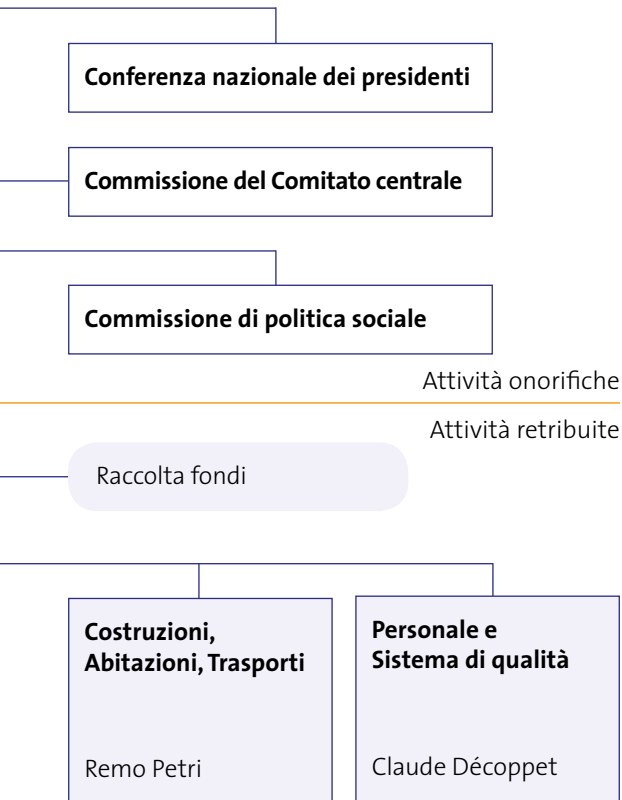 Conferenza nazionale dei presidenti
Commissione del Comitato centrale
Commissione di politica sociale
Attività onorifiche
Attività retribuite
Raccolta fondi
Costruzioni,
Abitazioni, Trasporti
Remo Petri
Personale e
Sistema di qualità
Claude Décoppet